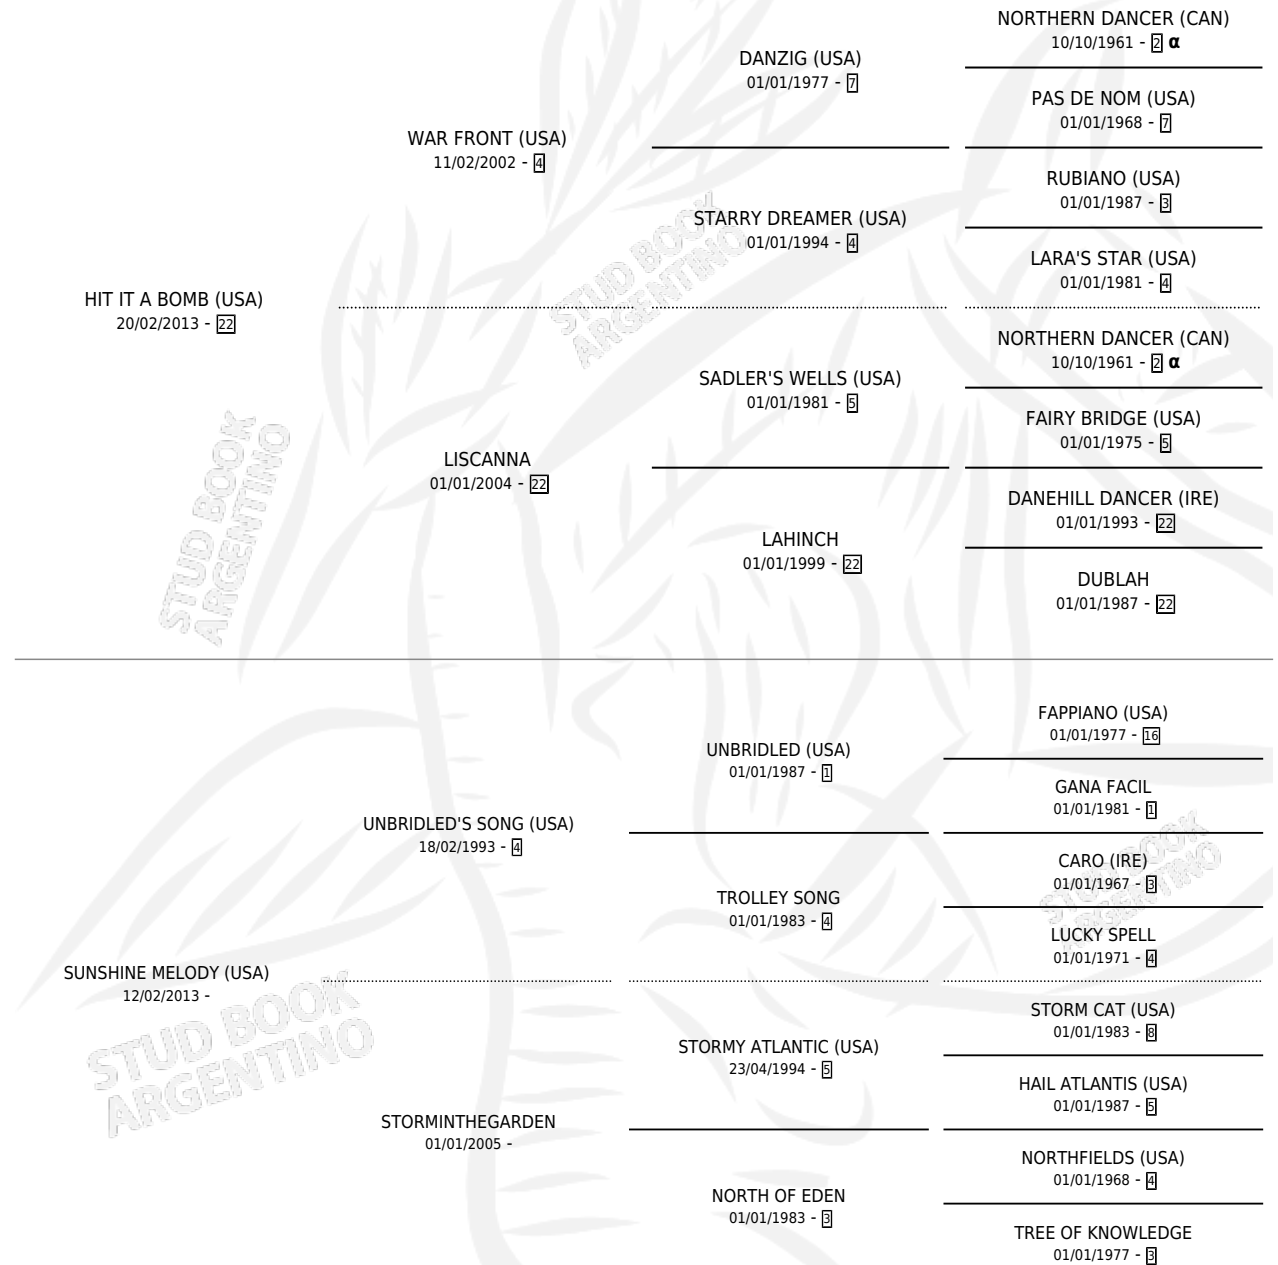 NORTHERN DANCER (CAN)
10/10/1961 - 2 α
DANZIG (USA)
01/01/1977 - 7
PAS DE NOM (USA)
01/01/1968 - 7
WAR FRONT (USA)
11/02/2002 - 4
RUBIANO (USA)
01/01/1987 - 3
STARRY DREAMER (USA)
01/01/1994 - 4
LARA'S STAR (USA)
01/01/1981 - 4
HIT IT A BOMB (USA)
20/02/2013 - 22
NORTHERN DANCER (CAN)
10/10/1961 - 2 α
SADLER'S WELLS (USA)
01/01/1981 - 5
FAIRY BRIDGE (USA)
01/01/1975 - 5
LISCANNA
01/01/2004 - 22
DANEHILL DANCER (IRE)
01/01/1993 - 22
LAHINCH
01/01/1999 - 22
DUBLAH
01/01/1987 - 22
FAPPIANO (USA)
01/01/1977 - 16
UNBRIDLED (USA)
01/01/1987 - 1
GANA FACIL
01/01/1981 - 1
UNBRIDLED'S SONG (USA)
18/02/1993 - 4
CARO (IRE)
01/01/1967 - 3
TROLLEY SONG
01/01/1983 - 4
LUCKY SPELL
01/01/1971 - 4
SUNSHINE MELODY (USA)
12/02/2013 -
STORM CAT (USA)
01/01/1983 - 8
STORMY ATLANTIC (USA)
23/04/1994 - 5
HAIL ATLANTIS (USA)
01/01/1987 - 5
STORMINTHEGARDEN
01/01/2005 -
NORTHFIELDS (USA)
01/01/1968 - 4
NORTH OF EDEN
01/01/1983 - 3
TREE OF KNOWLEDGE
01/01/1977 - 3
STUD BOOK
ARGENTINO
STUD BOOK
ARGENTINO
STUD BOOK
ARGENTINO
STUD BOOK
ARGENTINO